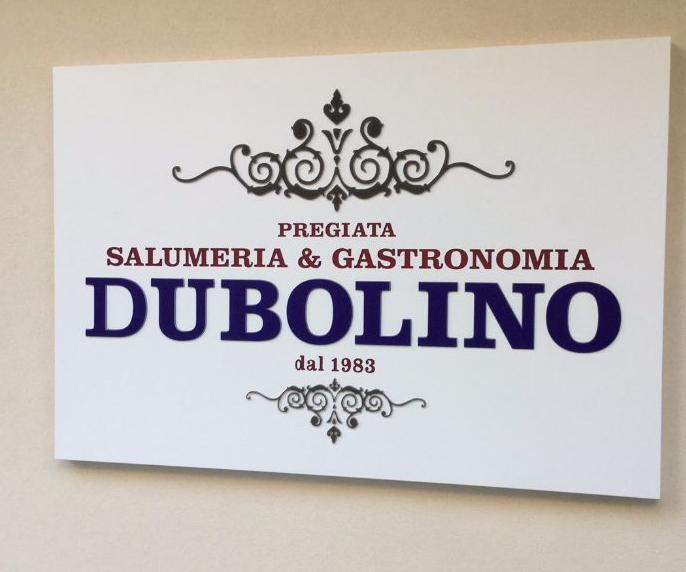 PREGIATA
SALUMERIA & GASTRONOMIA
DUBOLINO
dal 1983